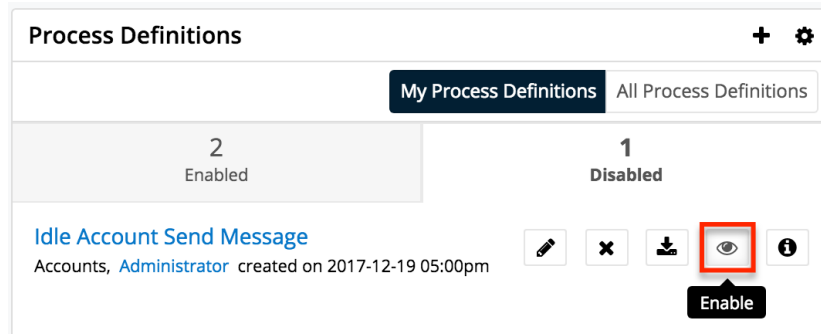 Process Definitions
My Process Definitions All Process Definitions
2 1
Enabled Disabled
Idle Account Send Message
Accounts, Administrator created on 2017-12-19 05:00pm
Enable